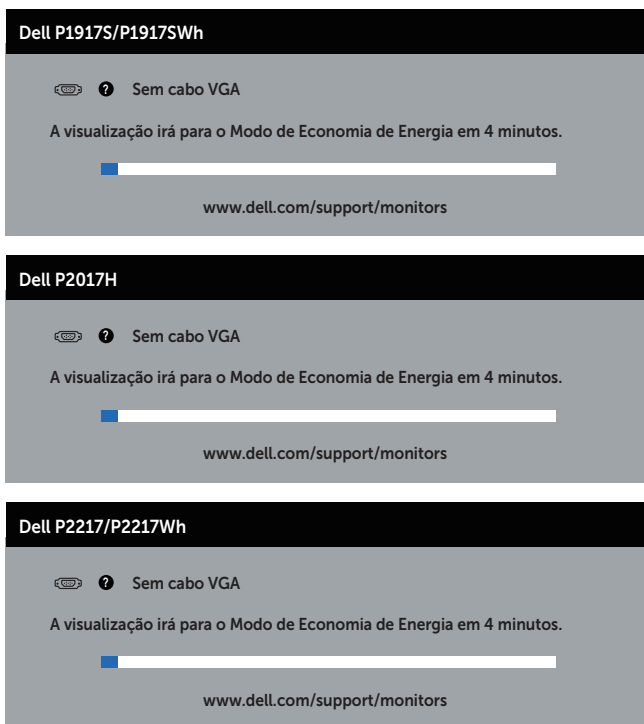 Dell P1917S/P1917SWh
? Sem cabo VGA
A visualização irá para o Modo de Economia de Energia em 4 minutos.
www.dell.com/support/monitors
Dell P2017H
? Sem cabo VGA
A visualização irá para o Modo de Economia de Energia em 4 minutos.
www.dell.com/support/monitors
Dell P2217/P2217Wh
? Sem cabo VGA
A visualização irá para o Modo de Economia de Energia em 4 minutos.
www.dell.com/support/monitors